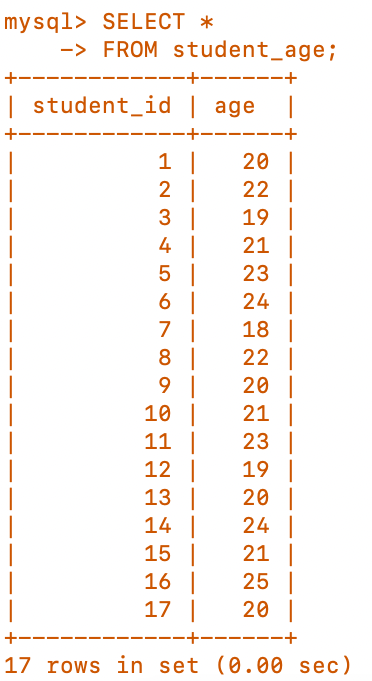 mysql> SELECT *
    -> FROM student_age;
+------------+------+
| student_id | age  |
+------------+------+
|          1 |   20 |
|          2 |   22 |
|          3 |   19 |
|          4 |   21 |
|          5 |   23 |
|          6 |   24 |
|          7 |   18 |
|          8 |   22 |
|          9 |   20 |
|         10 |   21 |
|         11 |   23 |
|         12 |   19 |
|         13 |   20 |
|         14 |   24 |
|         15 |   21 |
|         16 |   25 |
|         17 |   20 |
+------------+------+
17 rows in set (0.00 sec)